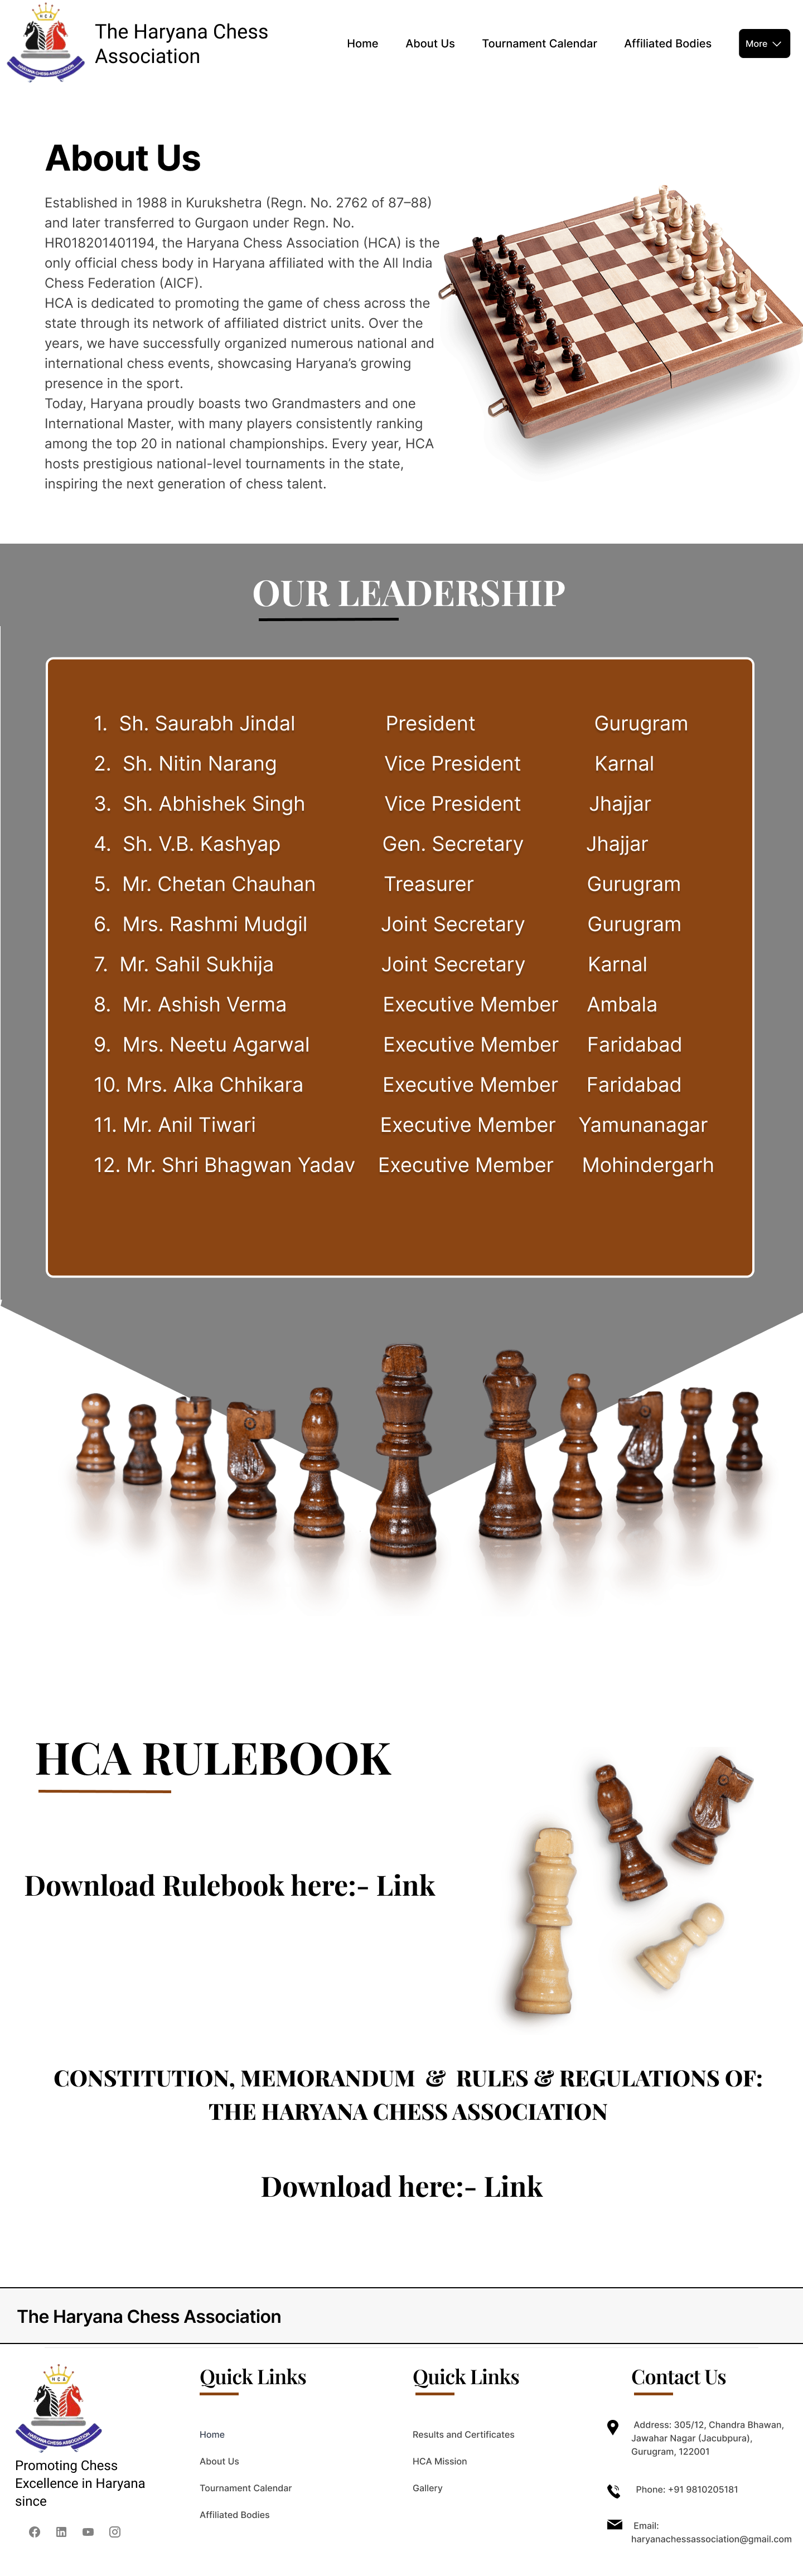 HCA
HARYANA CHESS ASSOCIATION
The Haryana Chess
Association
Home
About Us
Tournament Calendar
Affiliated Bodies
More
About Us
Established in 1988 in Kurukshetra (Regn. No. 2762 of 87–88)
and later transferred to Gurgaon under Regn. No.
HR018201401194, the Haryana Chess Association (HCA) is the
only official chess body in Haryana affiliated with the All India
Chess Federation (AICF).
HCA is dedicated to promoting the game of chess across the
state through its network of affiliated district units. Over the
years, we have successfully organized numerous national and
international chess events, showcasing Haryana’s growing
presence in the sport.
Today, Haryana proudly boasts two Grandmasters and one
International Master, with many players consistently ranking
among the top 20 in national championships. Every year, HCA
hosts prestigious national-level tournaments in the state,
inspiring the next generation of chess talent.
OUR LEADERSHIP
1. Sh. Saurabh Jindal President Gurugram
2. Sh. Nitin Narang Vice President Karnal
3. Sh. Abhishek Singh Vice President Jhajjar
4. Sh. V.B. Kashyap Gen. Secretary Jhajjar
5. Mr. Chetan Chauhan Treasurer Gurugram
6. Mrs. Rashmi Mudgil Joint Secretary Gurugram
7. Mr. Sahil Sukhija Joint Secretary Karnal
8. Mr. Ashish Verma Executive Member Ambala
9. Mrs. Neetu Agarwal Executive Member Faridabad
10. Mrs. Alka Chhikara Executive Member Faridabad
11. Mr. Anil Tiwari Executive Member Yamunanagar
12. Mr. Shri Bhagwan Yadav Executive Member Mohindergarh
HCA RULEBOOK
Download Rulebook here:- Link
CONSTITUTION, MEMORANDUM & RULES & REGULATIONS OF:
THE HARYANA CHESS ASSOCIATION
Download here:- Link
The Haryana Chess Association
HCA
HARYANA CHESS ASSOCIATION
Promoting Chess
Excellence in Haryana
since
Quick Links
Home
About Us
Tournament Calendar
Affiliated Bodies
Quick Links
Results and Certificates
HCA Mission
Gallery
Contact Us
Address: 305/12, Chandra Bhawan,
Jawahar Nagar (Jacubpura),
Gurugram, 122001
Phone: +91 9810205181
Email:
haryanachessassociation@gmail.com